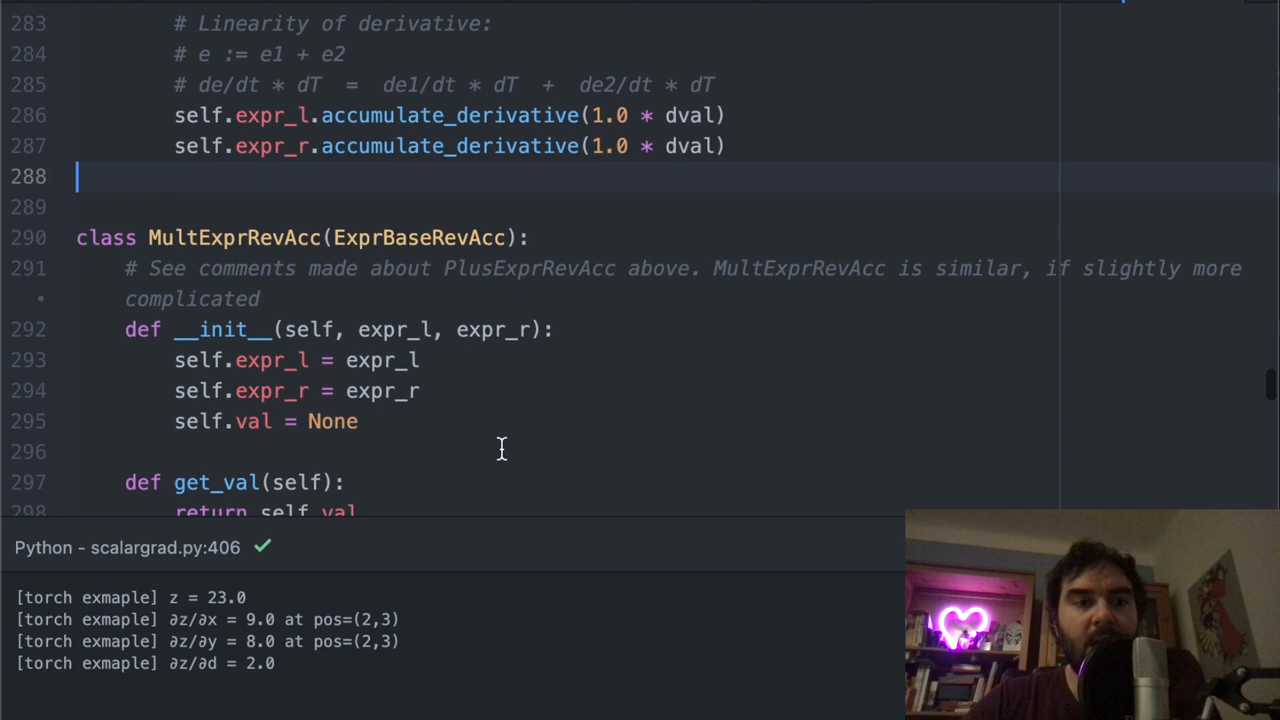 283 # Linearity of derivative:
284 # e := e1 + e2
285 # de/dt * dT  =  de1/dt * dT  +  de2/dt * dT
286 self.expr_l.accumulate_derivative(1.0 * dval)
287 self.expr_r.accumulate_derivative(1.0 * dval)
288
289
290 class MultExprRevAcc(ExprBaseRevAcc):
291 # See comments made about PlusExprRevAcc above. MultExprRevAcc is similar, if slightly more
• complicated
292 def __init__(self, expr_l, expr_r):
293 self.expr_l = expr_l
294 self.expr_r = expr_r
295 self.val = None
296
297 def get_val(self):
298 return self.val
Python - scalargrad.py:406 ✓
[torch exmaple] z = 23.0
[torch exmaple] ∂z/∂x = 9.0 at pos=(2,3)
[torch exmaple] ∂z/∂y = 8.0 at pos=(2,3)
[torch exmaple] ∂z/∂d = 2.0